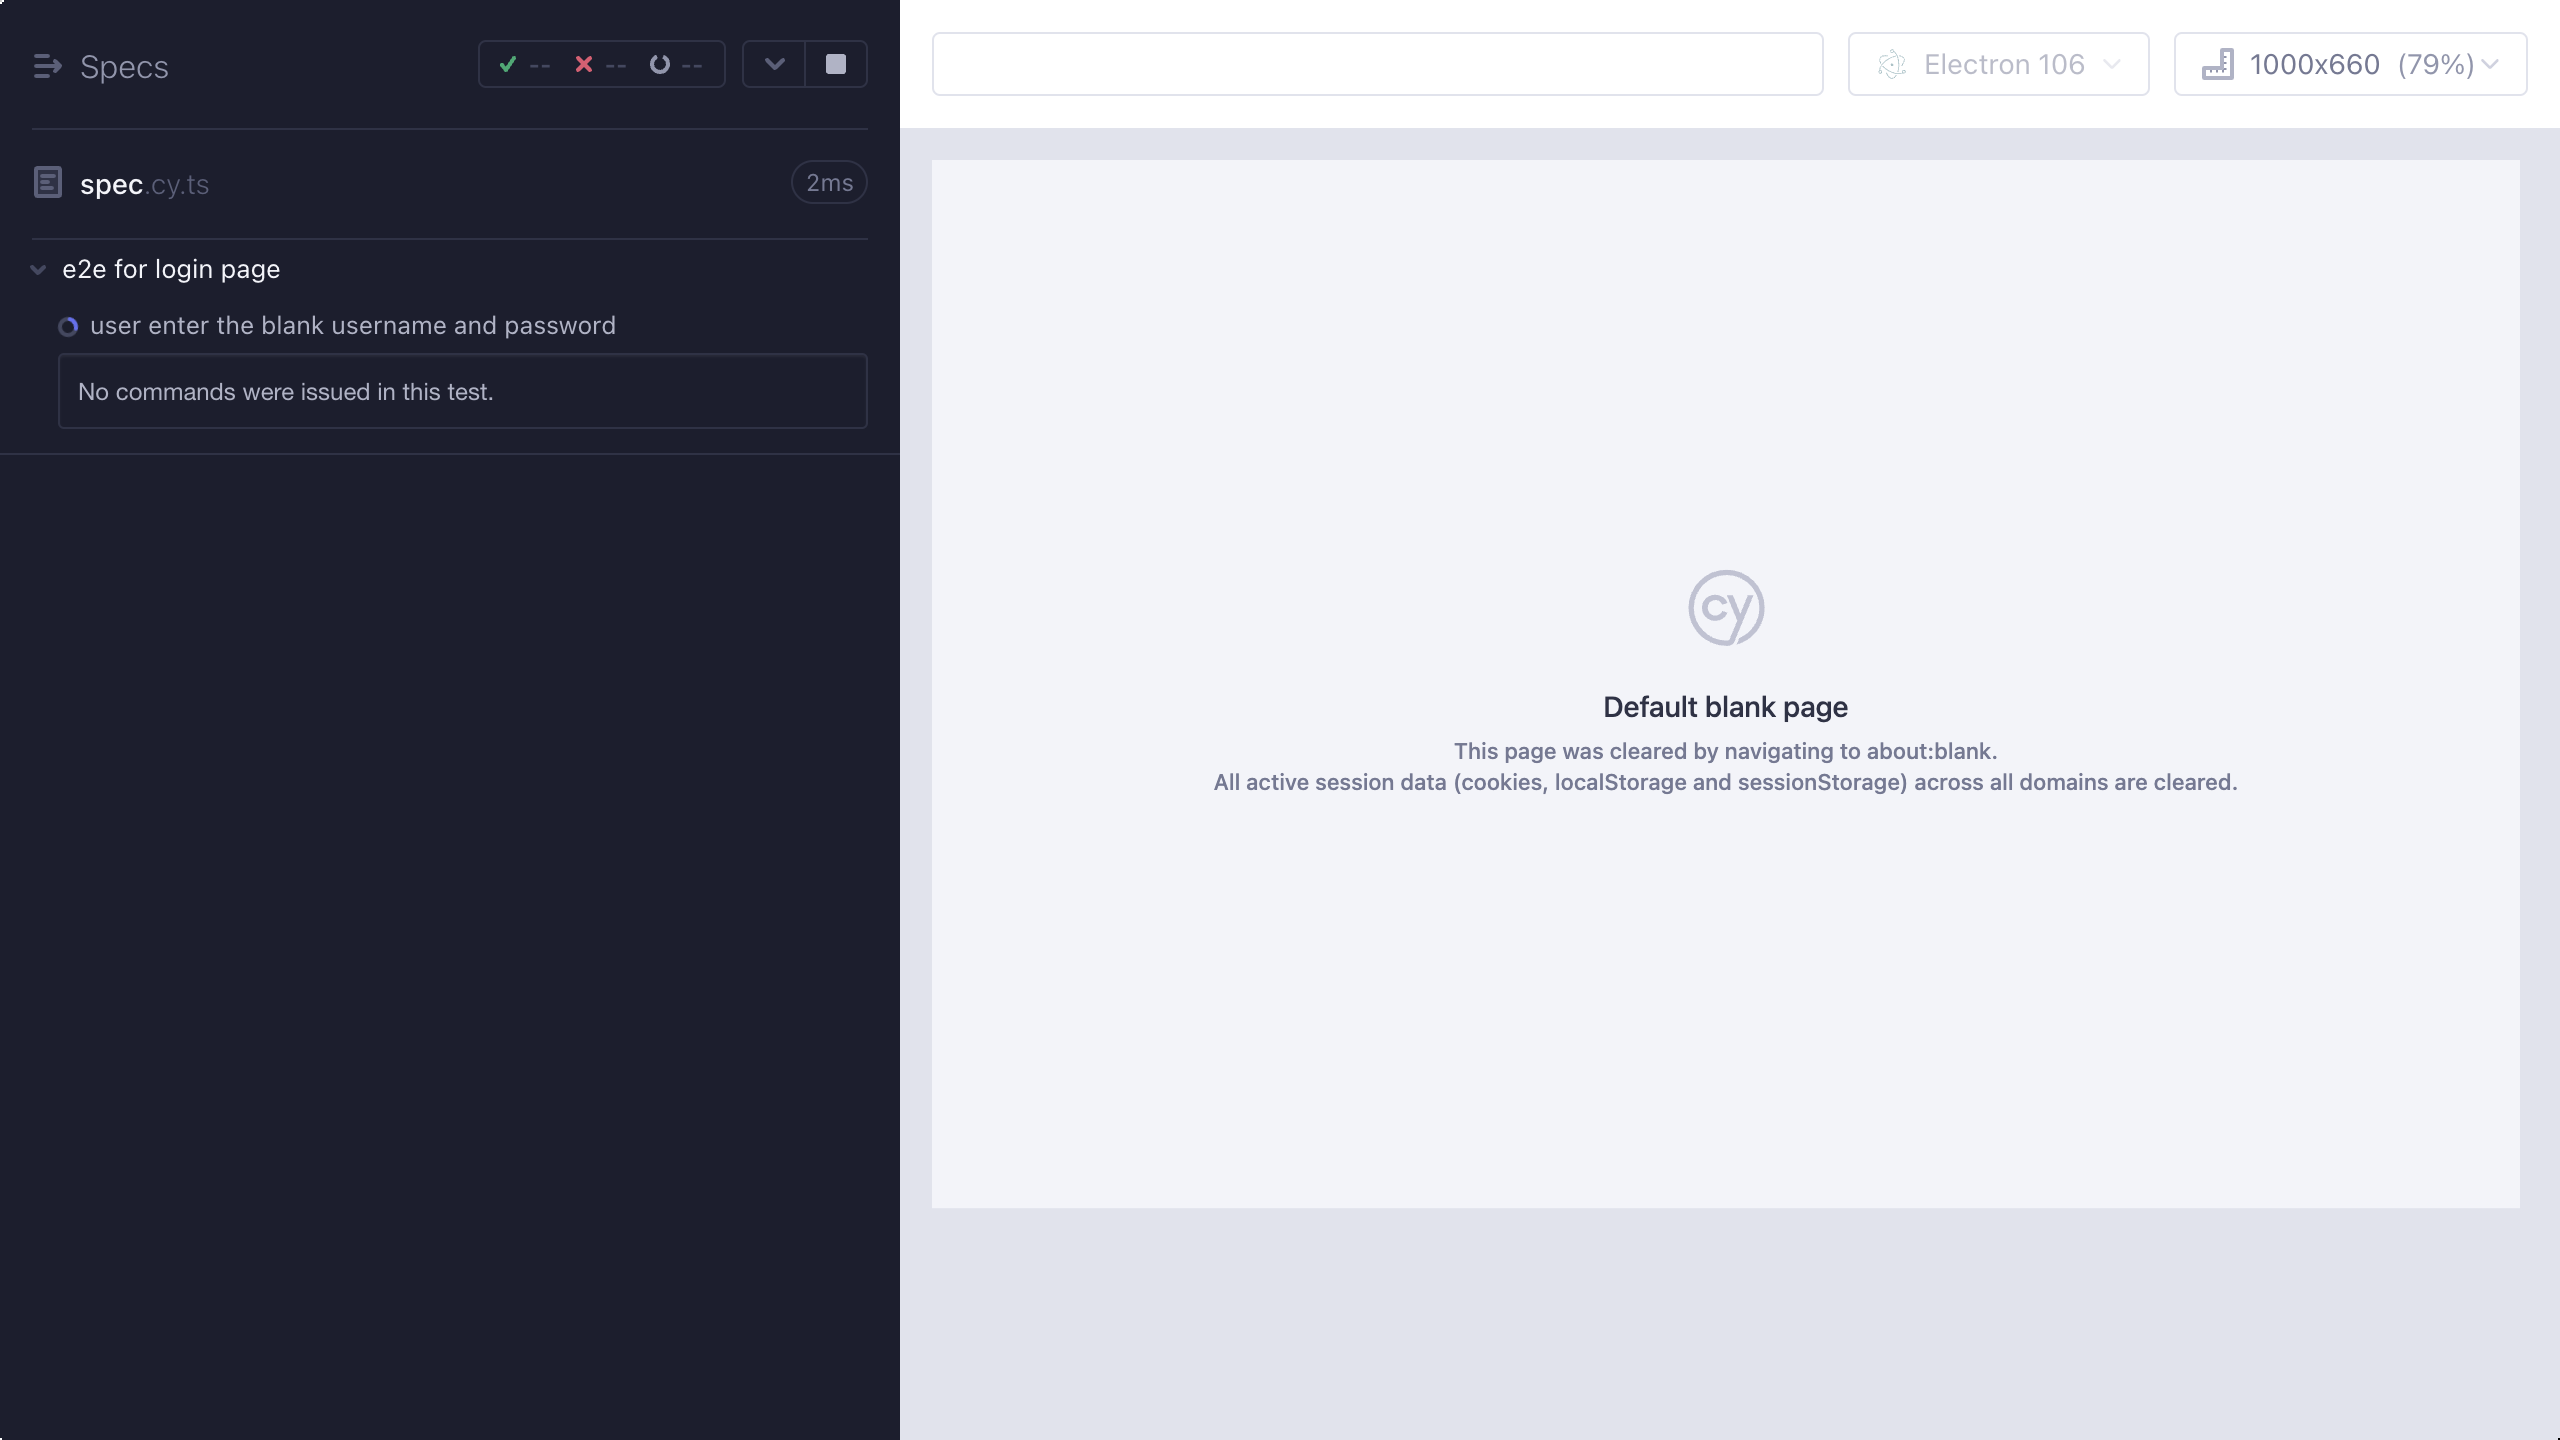 Specs
-- -- --
Electron 106
1000x660 (79%)
spec.cy.ts
2ms
e2e for login page
user enter the blank username and password
No commands were issued in this test.
cy
Default blank page
This page was cleared by navigating to about:blank.
All active session data (cookies, localStorage and sessionStorage) across all domains are cleared.